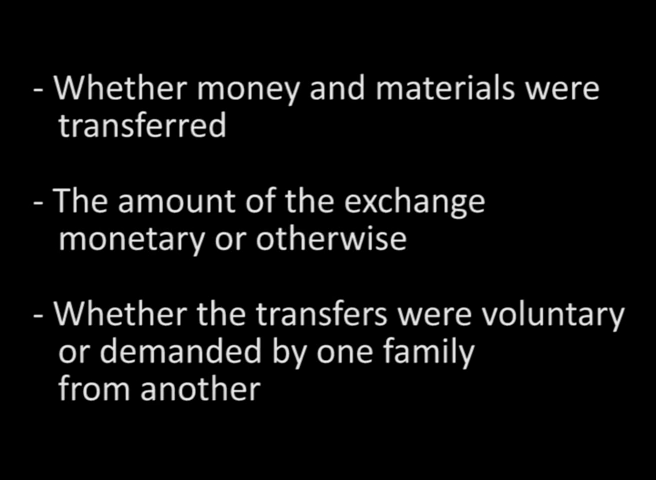 - Whether money and materials were
transferred
- The amount of the exchange
monetary or otherwise
- Whether the transfers were voluntary
or demanded by one family
from another